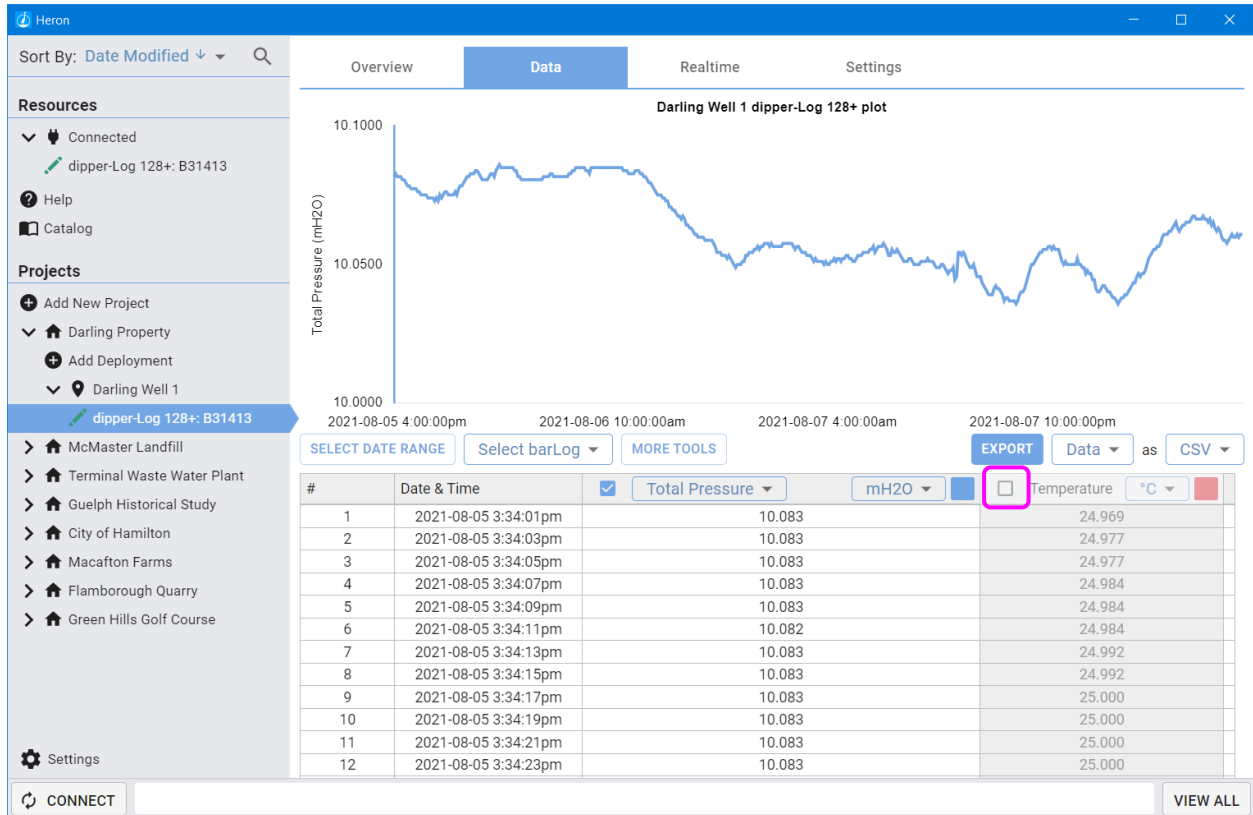 Heron
Sort By: Date Modified
Resources
Connected
dipper-Log 128+: B31413
Help
Catalog
Projects
Add New Project
Darling Property
Add Deployment
Darling Well 1
dipper-Log 128+: B31413
McMaster Landfill
Terminal Waste Water Plant
Guelph Historical Study
City of Hamilton
Macafton Farms
Flamborough Quarry
Green Hills Golf Course
Settings
Overview Data Realtime Settings
Darling Well 1 dipper-Log 128+ plot
Total Pressure (mH2O)
10.1000
10.0500
10.0000
2021-08-05 4:00:00pm 2021-08-06 10:00:00am 2021-08-07 4:00:00am 2021-08-07 10:00:00pm
SELECT DATE RANGE Select barLog MORE TOOLS EXPORT Data as CSV
# Date & Time Total Pressure mH2O Temperature °C
1 2021-08-05 3:34:01pm 10.083 24.969
2 2021-08-05 3:34:03pm 10.083 24.977
3 2021-08-05 3:34:05pm 10.083 24.977
4 2021-08-05 3:34:07pm 10.083 24.984
5 2021-08-05 3:34:09pm 10.083 24.984
6 2021-08-05 3:34:11pm 10.082 24.984
7 2021-08-05 3:34:13pm 10.083 24.992
8 2021-08-05 3:34:15pm 10.083 24.992
9 2021-08-05 3:34:17pm 10.083 25.000
10 2021-08-05 3:34:19pm 10.083 25.000
11 2021-08-05 3:34:21pm 10.083 25.000
12 2021-08-05 3:34:23pm 10.083 25.000
CONNECT VIEW ALL